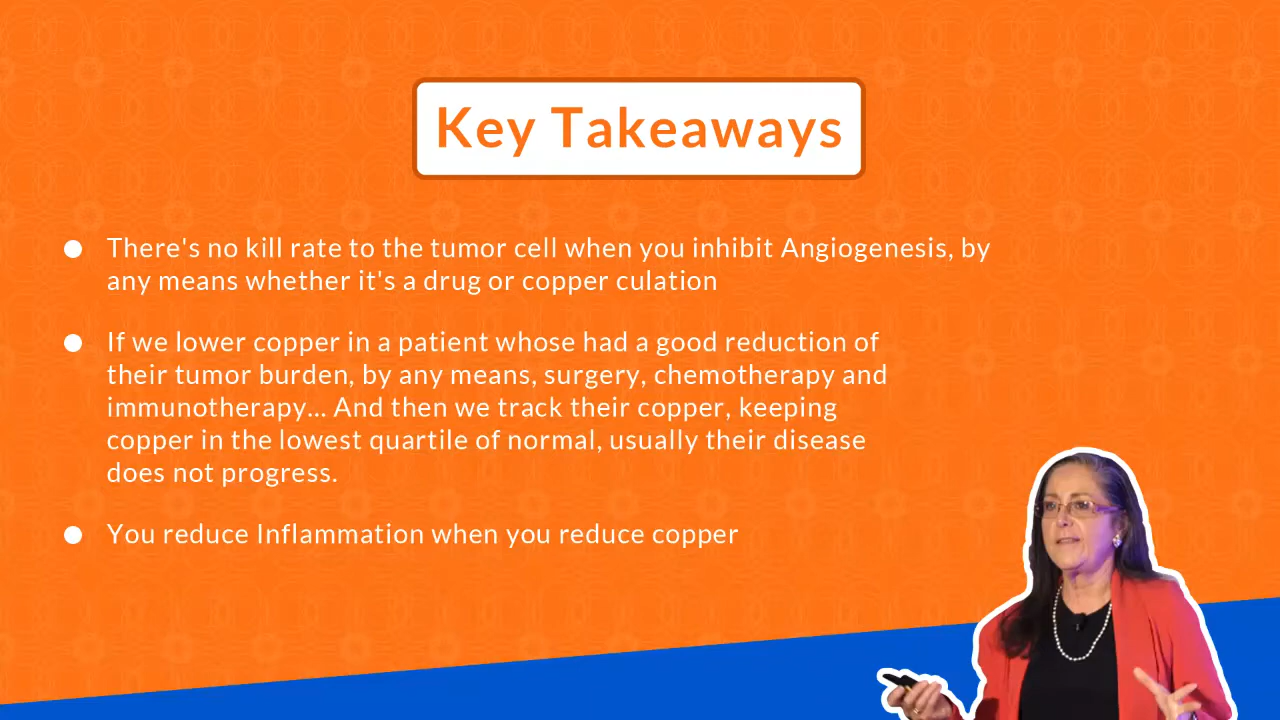 Key Takeaways
There's no kill rate to the tumor cell when you inhibit Angiogenesis, by
any means whether it's a drug or copper culation
If we lower copper in a patient whose had a good reduction of
their tumor burden, by any means, surgery, chemotherapy and
immunotherapy... And then we track their copper, keeping
copper in the lowest quartile of normal, usually their disease
does not progress.
You reduce Inflammation when you reduce copper